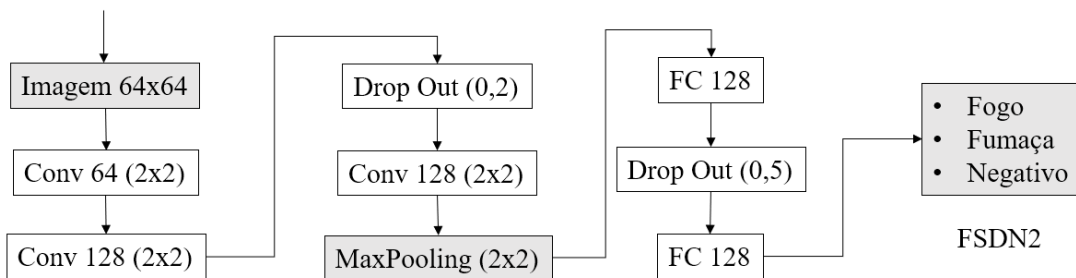 Imagem 64x64
Conv 64 (2x2)
Conv 128 (2x2)
Drop Out (0,2)
Conv 128 (2x2)
MaxPooling (2x2)
FC 128
Drop Out (0,5)
FC 128
• Fogo
• Fumaça
• Negativo
FSDN2